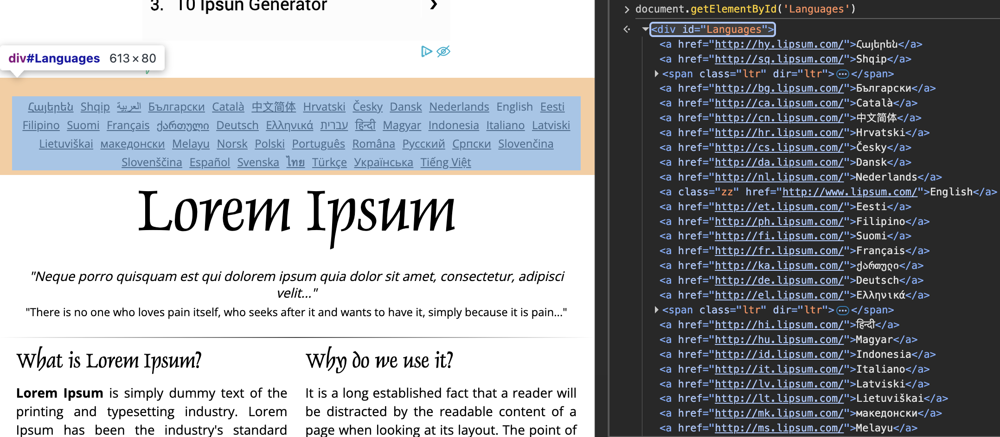 3. 10 Ipsun Generator
div#Languages 613 × 80
Հայերեն Shqip العربية Български Català 中文简体 Hrvatski Česky Dansk Nederlands English Eesti
Filipino Suomi Français ქართული Deutsch Ελληνικά עברית हिन्दी Magyar Indonesia Italiano Latviski
Lietuviškai македонски Melayu Norsk Polski Português Româna Русский Српски Slovenčina
Slovenščina Español Svenska ไทย Türkçe Українська Tiếng Việt
Lorem Ipsum
"Neque porro quisquam est qui dolorem ipsum quia dolor sit amet, consectetur, adipisci
velit..."
"There is no one who loves pain itself, who seeks after it and wants to have it, simply because it is pain..."
What is Lorem Ipsum?
Lorem Ipsum is simply dummy text of the
printing and typesetting industry. Lorem
Ipsum has been the industry's standard
Why do we use it?
It is a long established fact that a reader will
be distracted by the readable content of a
page when looking at its layout. The point of
document.getElementById('Languages')
<div id="Languages">
<a href="http://hy.lipsum.com/">Հայերեն</a>
<a href="http://sq.lipsum.com/">Shqip</a>
<span class="ltr" dir="ltr">…</span>
<a href="http://bg.lipsum.com/">Български</a>
<a href="http://ca.lipsum.com/">Català</a>
<a href="http://cn.lipsum.com/">中文简体</a>
<a href="http://hr.lipsum.com/">Hrvatski</a>
<a href="http://cs.lipsum.com/">Česky</a>
<a href="http://da.lipsum.com/">Dansk</a>
<a href="http://nl.lipsum.com/">Nederlands</a>
<a class="zz" href="http://www.lipsum.com/">English</a>
<a href="http://et.lipsum.com/">Eesti</a>
<a href="http://ph.lipsum.com/">Filipino</a>
<a href="http://fi.lipsum.com/">Suomi</a>
<a href="http://fr.lipsum.com/">Français</a>
<a href="http://ka.lipsum.com/">ქართული</a>
<a href="http://de.lipsum.com/">Deutsch</a>
<a href="http://el.lipsum.com/">Ελληνικά</a>
<span class="ltr" dir="ltr">…</span>
<a href="http://hi.lipsum.com/">हिन्दी</a>
<a href="http://hu.lipsum.com/">Magyar</a>
<a href="http://id.lipsum.com/">Indonesia</a>
<a href="http://it.lipsum.com/">Italiano</a>
<a href="http://lv.lipsum.com/">Latviski</a>
<a href="http://lt.lipsum.com/">Lietuviškai</a>
<a href="http://mk.lipsum.com/">македонски</a>
<a href="http://ms.lipsum.com/">Melayu</a>